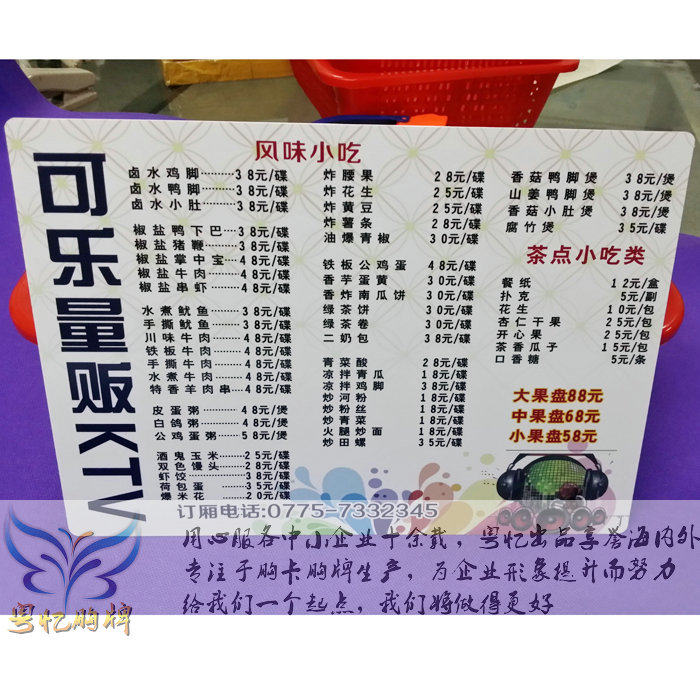 可乐量贩KTV
风味小吃
卤水鸡脚………38元/碟
卤水鸭脚………38元/碟
卤水小肚………38元/碟
椒盐鸭下巴…38元/碟
椒盐猪鞭………38元/碟
椒盐掌中宝…48元/碟
椒盐牛肉………48元/碟
椒盐串虾………48元/碟
水煮鱿鱼………38元/碟
手撕鱿鱼………38元/碟
川味牛肉………38元/碟
铁板牛肉………38元/碟
手撕牛肉………38元/碟
水煮牛肉………38元/碟
特香羊肉串…38元/碟
皮蛋粥…………48元/煲
白鸽粥…………48元/煲
公鸡蛋粥………58元/煲
酒鬼玉米………25元/碟
双色馒头………28元/碟
虾饺……………38元/碟
荷包蛋…………35元/碟
爆米花…………20元/碟
炸腰果 28元/碟
炸花生 25元/碟
炸黄豆 25元/碟
炸薯条 28元/碟
油爆青椒 30元/碟
铁板公鸡蛋 48元/碟
香芋蛋黄 30元/碟
香炸南瓜饼 30元/碟
绿茶饼 30元/碟
绿茶卷 30元/碟
二奶包 38元/碟
青菜酸 28元/碟
凉拌青瓜 18元/碟
凉拌鸡脚 38元/碟
炒河粉 18元/碟
炒粉丝 18元/碟
炒青菜 18元/碟
火腿炒面 18元/碟
炒田螺 35元/碟
香菇鸭脚煲 38元/煲
山姜鸭脚煲 38元/煲
香菇小肚煲 38元/煲
腐竹煲 35元/碟
茶点小吃类
餐纸 12元/盒
扑克 5元/副
花生 10元/包
杏仁干果 25元/包
开心果 25元/包
茶香瓜子 15元/包
口香糖 5元/条
大果盘88元
中果盘68元
小果盘58元
订厢电话:0775-7332345
用心服务中小企业十余载，粤忆出品享誉海内外
专注于胸卡胸牌生产，为企业形象提升而努力
给我们一个起点，我们将做得更好
粤忆胸牌